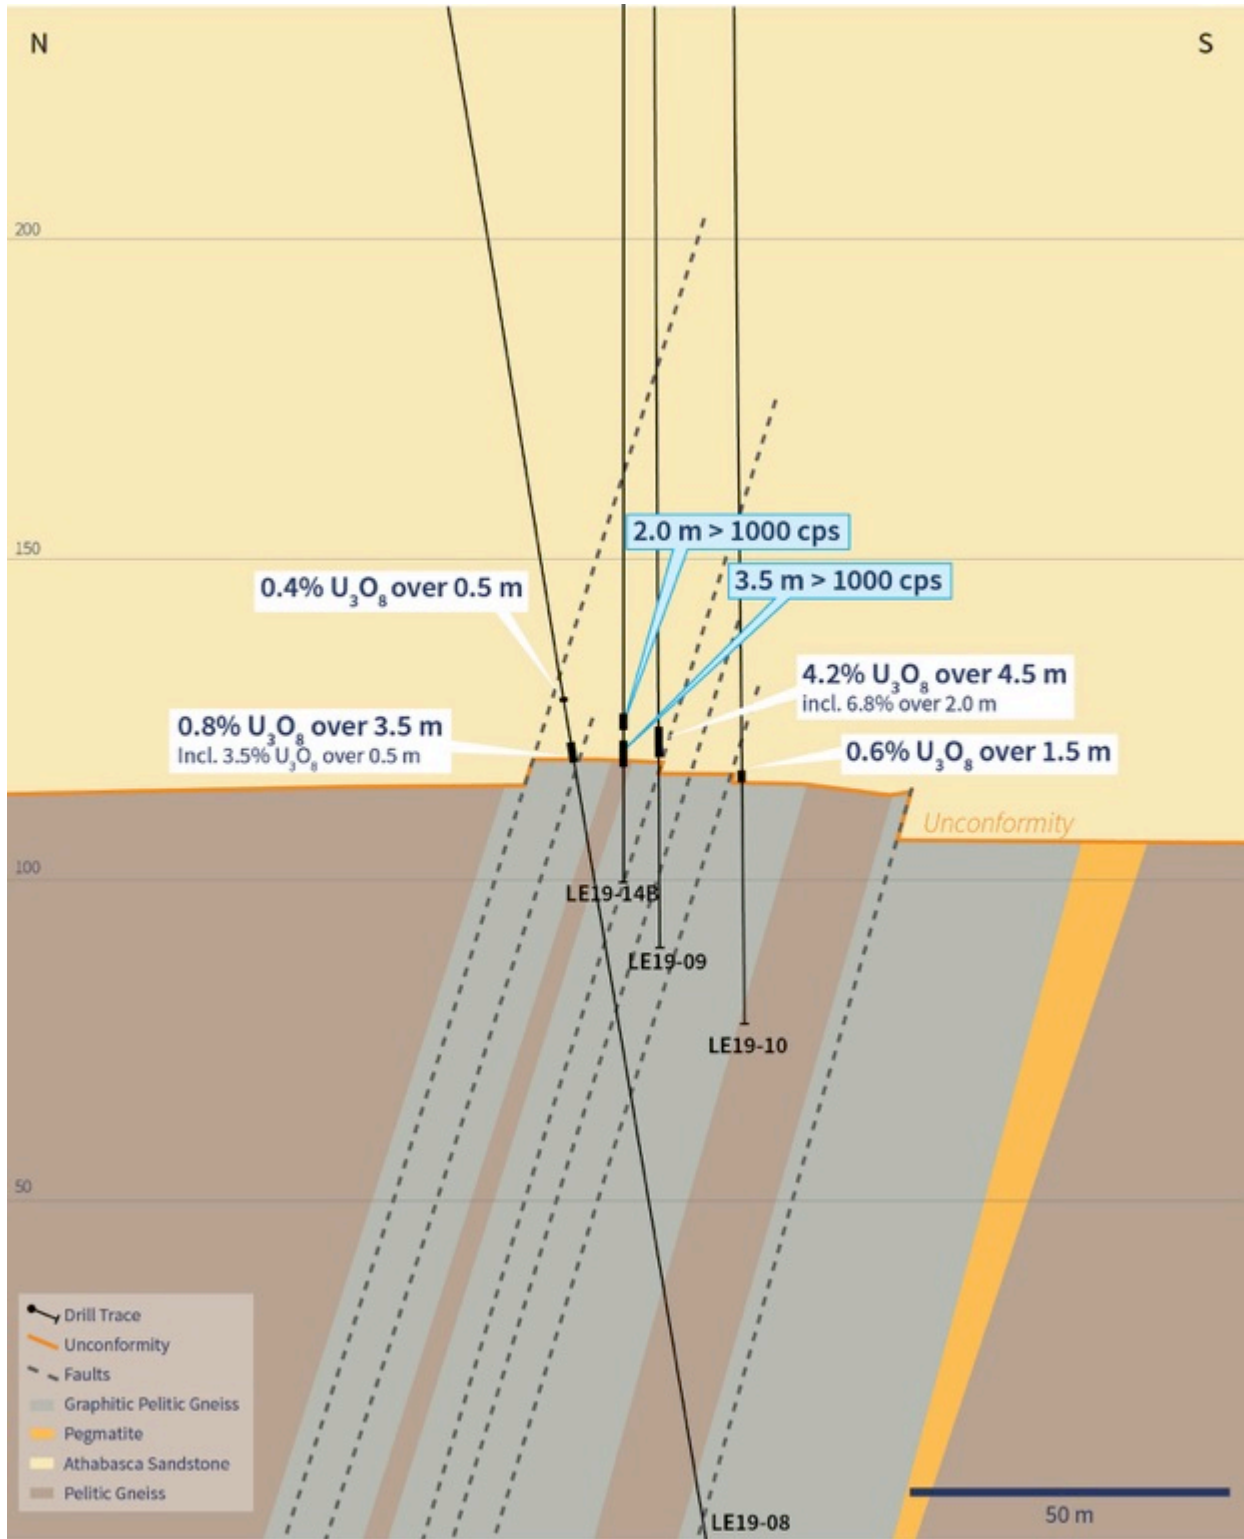 N
S
200
150
2.0 m > 1000 cps
3.5 m > 1000 cps
0.4% U₃O₈ over 0.5 m
4.2% U₃O₈ over 4.5 m
incl. 6.8% over 2.0 m
0.8% U₃O₈ over 3.5 m
Incl. 3.5% U₃O₈ over 0.5 m
0.6% U₃O₈ over 1.5 m
Unconformity
100
LE19-14B
LE19-09
LE19-10
50
Drill Trace
Unconformity
Faults
Graphitic Pelitic Gneiss
Pegmatite
Athabasca Sandstone
Pelitic Gneiss
50 m
LE19-08